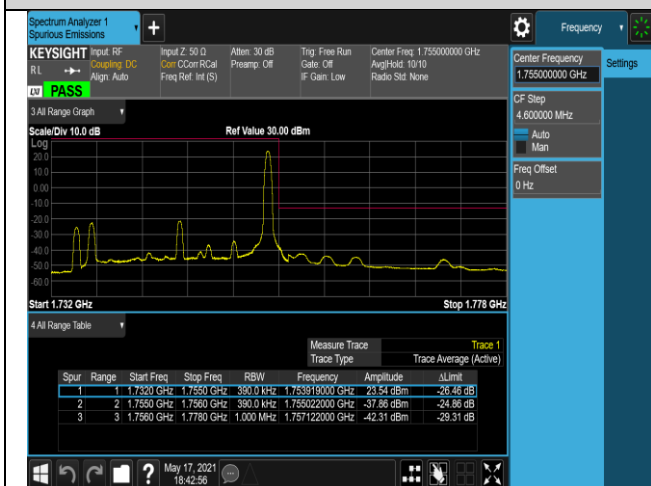 Spectrum Analyzer 1
Spurious Emissions
Frequency
KEYSIGHT
Input: RF
Coupling: DC
Align: Auto
Input Z: 50 Ω
Corr CCorr RCal
Freq Ref: Int (S)
Atten: 30 dB
Preamp: Off
Trig: Free Run
Gate: Off
IF Gain: Low
Center Freq: 1.755000000 GHz
Avg|Hold: 10/10
Radio Std: None
RL
LXI
PASS
Center Frequency
1.755000000 GHz
Settings
CF Step
4.600000 MHz
Auto
Man
Freq Offset
0 Hz
3 All Range Graph
Scale/Div 10.0 dB
Ref Value 30.00 dBm
Log
20.0
10.0
0.00
-10.0
-20.0
-30.0
-40.0
-50.0
-60.0
Start 1.732 GHz
Stop 1.778 GHz
4 All Range Table
Measure Trace Trace 1
Trace Type Trace Average (Active)
Spur Range Start Freq Stop Freq RBW Frequency Amplitude ΔLimit
1 1 1.7320 GHz 1.7550 GHz 390.0 kHz 1.753919000 GHz 23.54 dBm -26.46 dB
2 2 1.7550 GHz 1.7560 GHz 390.0 kHz 1.755022000 GHz -37.86 dBm -24.86 dB
3 3 1.7560 GHz 1.7780 GHz 1.000 MHz 1.757122000 GHz -42.31 dBm -29.31 dB
May 17, 2021
18:42:56